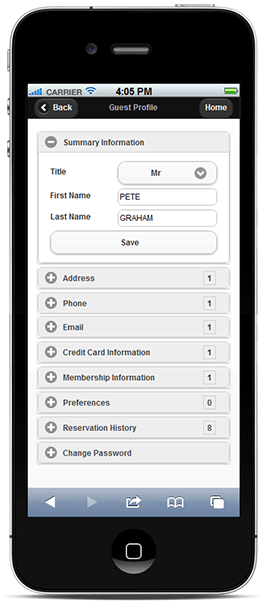 CARRIER 4:05 PM
Back Guest Profile Home
Summary Information
Title Mr
First Name PETE
Last Name GRAHAM
Save
Address 1
Phone 1
Email 1
Credit Card Information 1
Membership Information 1
Preferences 0
Reservation History 8
Change Password